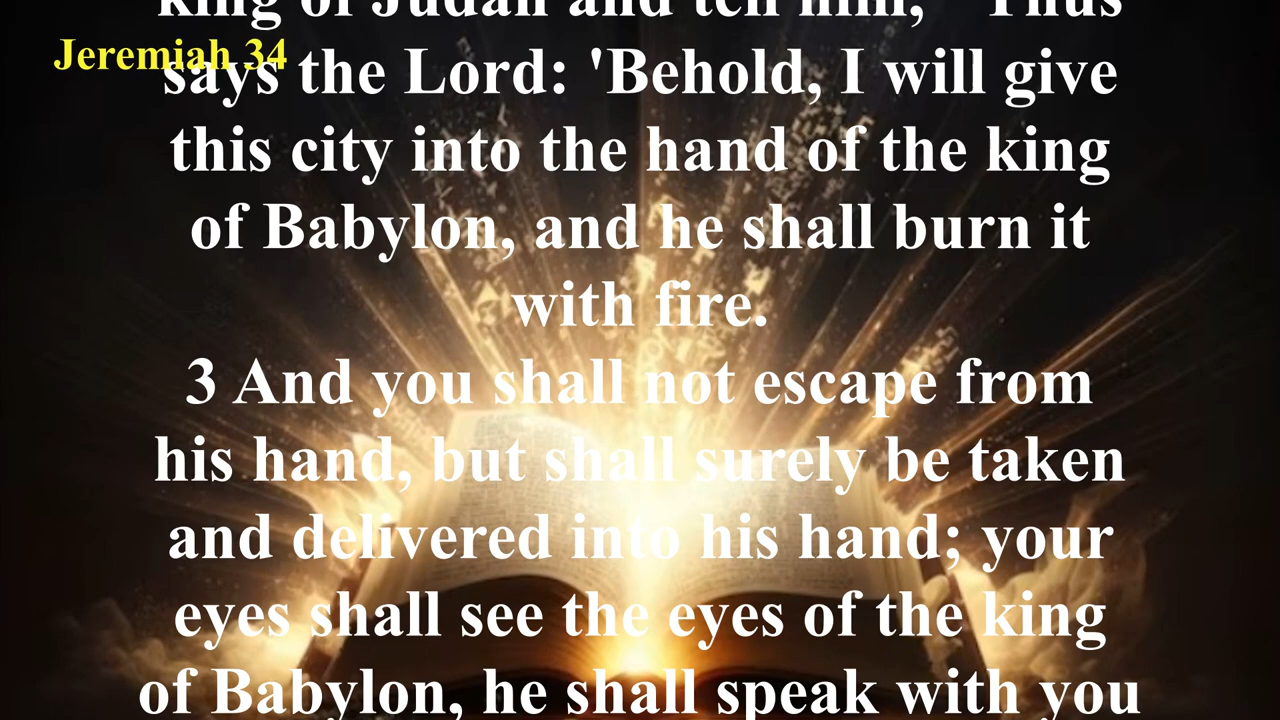 king of Judah and tell him, "Thus
Jeremiah 34
says the Lord: 'Behold, I will give
this city into the hand of the king
of Babylon, and he shall burn it
with fire.
3 And you shall not escape from
his hand, but shall surely be taken
and delivered into his hand; your
eyes shall see the eyes of the king
of Babylon, he shall speak with you